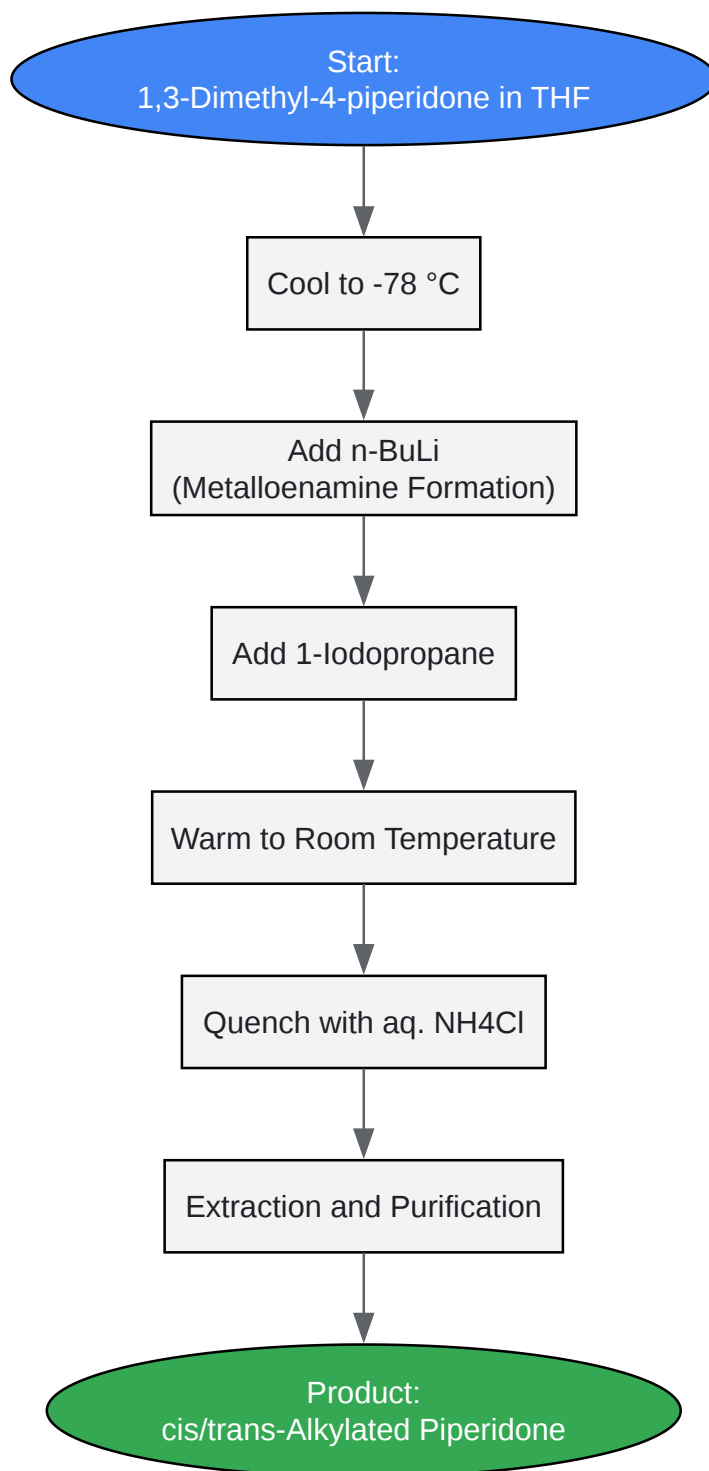 Start:
1,3-Dimethyl-4-piperidone in THF
Cool to -78 °C
Add n-BuLi
(Metalloenamine Formation)
Add 1-Iodopropane
Warm to Room Temperature
Quench with aq. NH4Cl
Extraction and Purification
Product:
cis/trans-Alkylated Piperidone